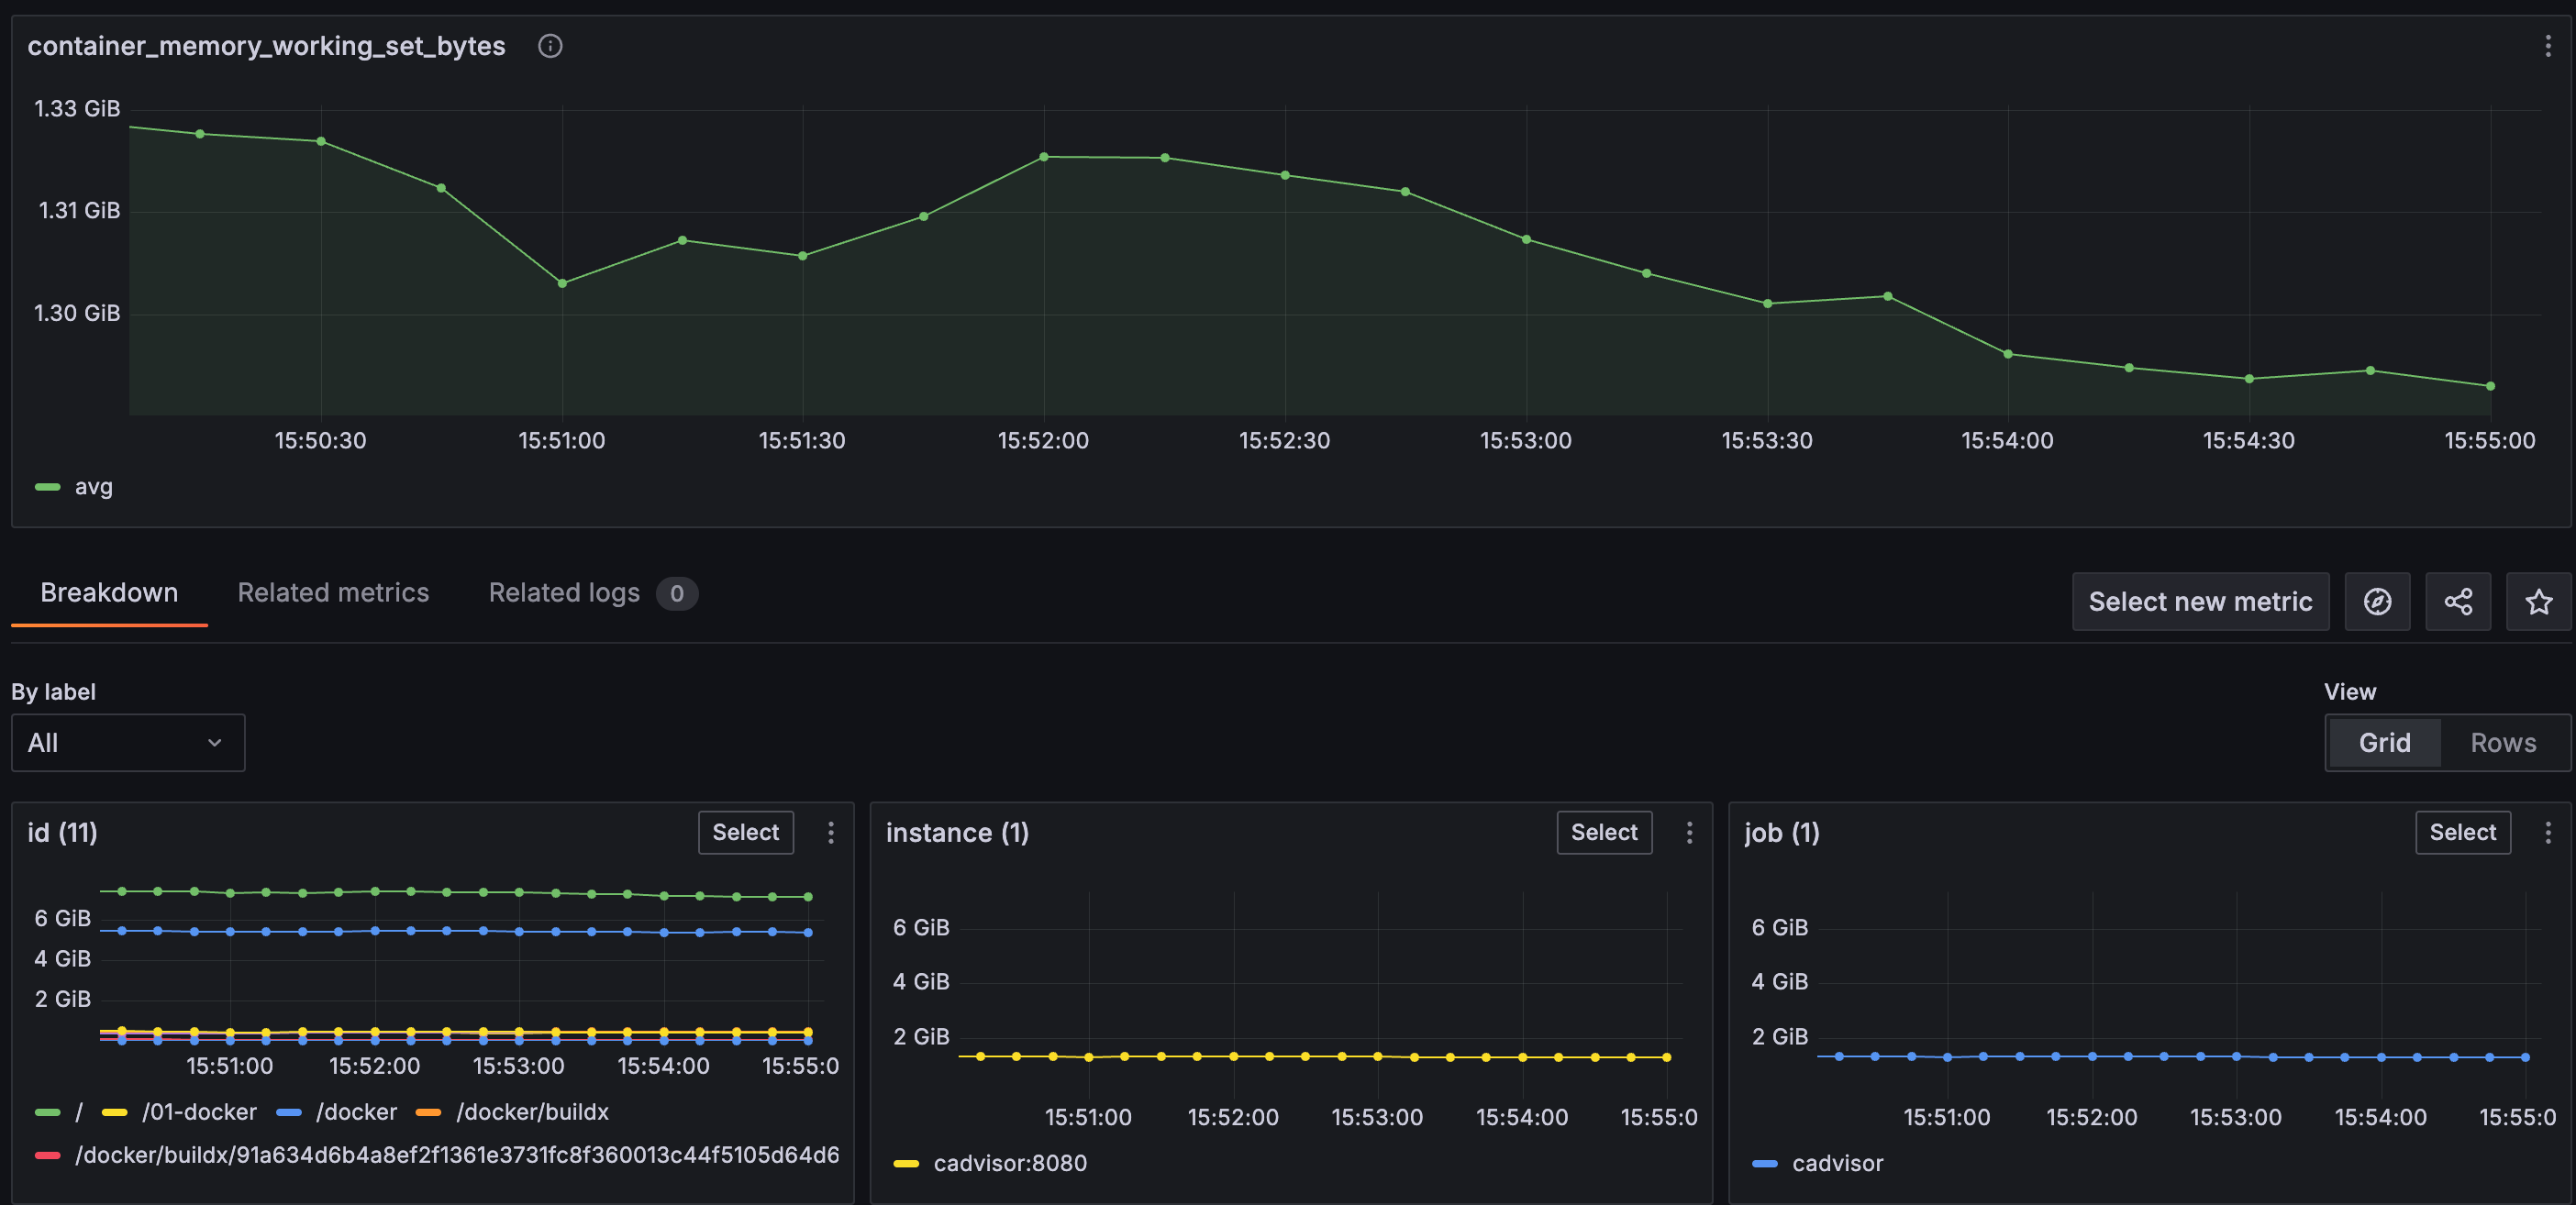 container_memory_working_set_bytes
1.33 GiB
1.31 GiB
1.30 GiB
15:50:30 15:51:00 15:51:30 15:52:00 15:52:30 15:53:00 15:53:30 15:54:00 15:54:30 15:55:00
avg
Breakdown Related metrics Related logs 0 Select new metric
By label View
All Grid Rows
id (11) Select
6 GiB
4 GiB
2 GiB
15:51:00 15:52:00 15:53:00 15:54:00 15:55:0
/ /01-docker /docker /docker/buildx
/docker/buildx/91a634d6b4a8ef2f1361e3731fc8f360013c44f5105d64d6
instance (1) Select
6 GiB
4 GiB
2 GiB
15:51:00 15:52:00 15:53:00 15:54:00 15:55:0
cadvisor:8080
job (1) Select
6 GiB
4 GiB
2 GiB
15:51:00 15:52:00 15:53:00 15:54:00 15:55:0
cadvisor